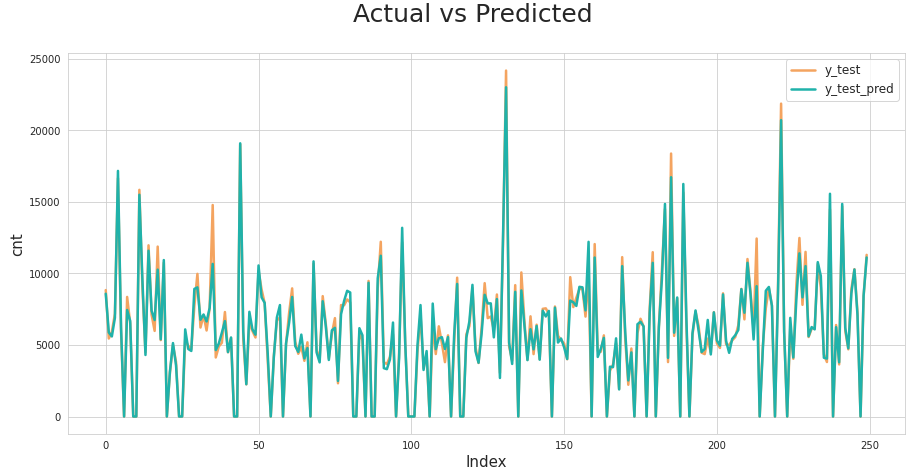 Actual vs Predicted
25000
20000
15000
10000
5000
0
cnt
y_test
y_test_pred
0 50 100 150 200 250
Index